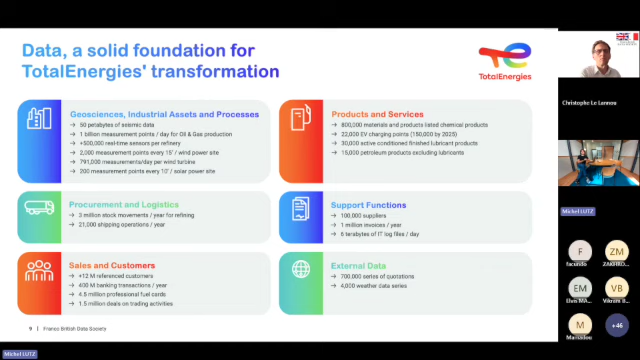 Data, a solid foundation for
TotalEnergies' transformation
TotalEnergies
Geosciences, Industrial Assets and Processes
→ 50 petabytes of seismic data
→ 1 billion measurement points / day for Oil & Gas production
→ +500,000 real-time sensors per refinery
→ 2,000 measurement points every 15' / wind power site
→ 791,000 measurements/day per wind turbine
→ 200 measurement points every 10' / solar power site
Products and Services
→ 800,000 materials and products listed chemical products
→ 22,000 EV charging points (150,000 by 2025)
→ 30,000 active conditioned finished lubricant products
→ 15,000 petroleum products excluding lubricants
Procurement and Logistics
→ 3 million stock movements / year for refining
→ 21,000 shipping operations / year
Support Functions
→ 100,000 suppliers
→ 1 million invoices / year
→ 6 terabytes of IT log files / day
Sales and Customers
→ +12 M referenced customers
→ 400 M banking transactions / year
→ 4.5 million professional fuel cards
→ 1.5 million deals on trading activities
External Data
→ 700,000 series of quotations
→ 4,000 weather data series
9 | Franco British Data Society
Michel LUTZ
Christophe Le Lannou
Michel LUTZ
F
facundo
ZM
EM
Elvis MA...
VB
M
+46